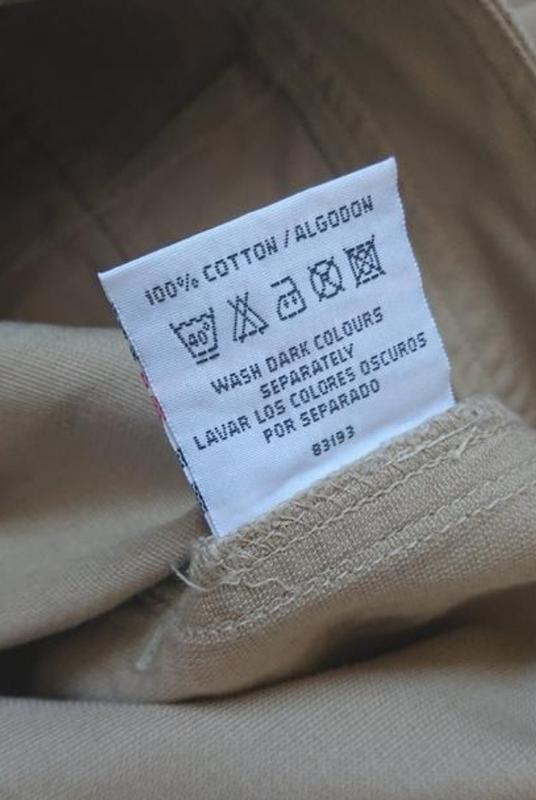 100% COTTON / ALGODON
40°
WASH DARK COLOURS
SEPARATELY
LAVAR LOS COLORES OSCUROS
POR SEPARADO
83193